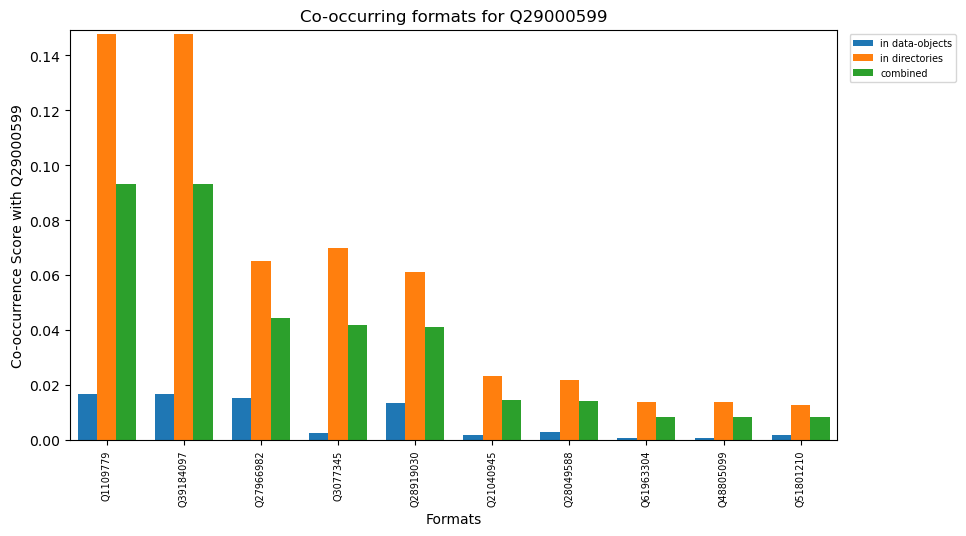 Co-occurring formats for Q29000599
in data-objects
in directories
combined
Co-occurrence Score with Q29000599
0.14
0.12
0.10
0.08
0.06
0.04
0.02
0.00
Q1109779
Q39184097
Q27966982
Q3077345
Q28919030
Q21040945
Q28049588
Q61963304
Q48805099
Q51801210
Formats